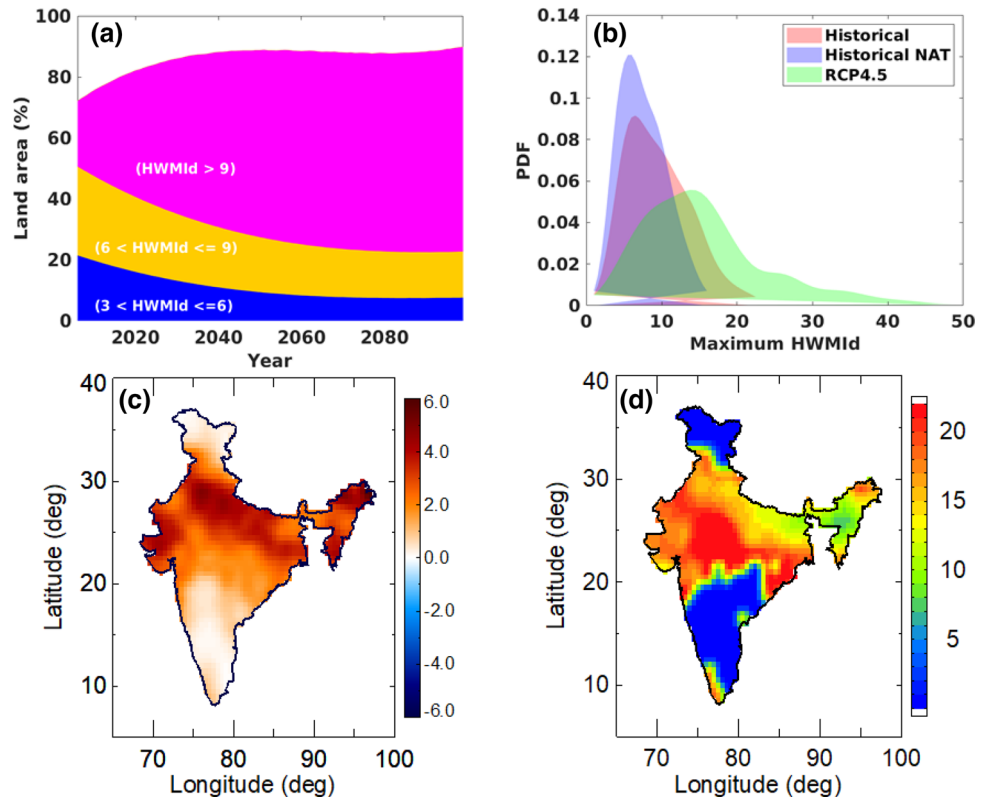 (a)
Land area (%)
100
80
60
40
20
0
(HWMId > 9)
(6 < HWMId <= 9)
(3 < HWMId <=6)
2020 2040 2060 2080
Year
(b)
PDF
0.14
0.12
0.1
0.08
0.06
0.04
0.02
0
Historical
Historical NAT
RCP4.5
0 10 20 30 40 50
Maximum HWMId
(c)
Latitude (deg)
40
30
20
10
70 80 90 100
Longitude (deg)
6.0
4.0
2.0
0.0
-2.0
-4.0
-6.0
(d)
Latitude (deg)
40
30
20
10
70 80 90 100
Longitude (deg)
20
15
10
5